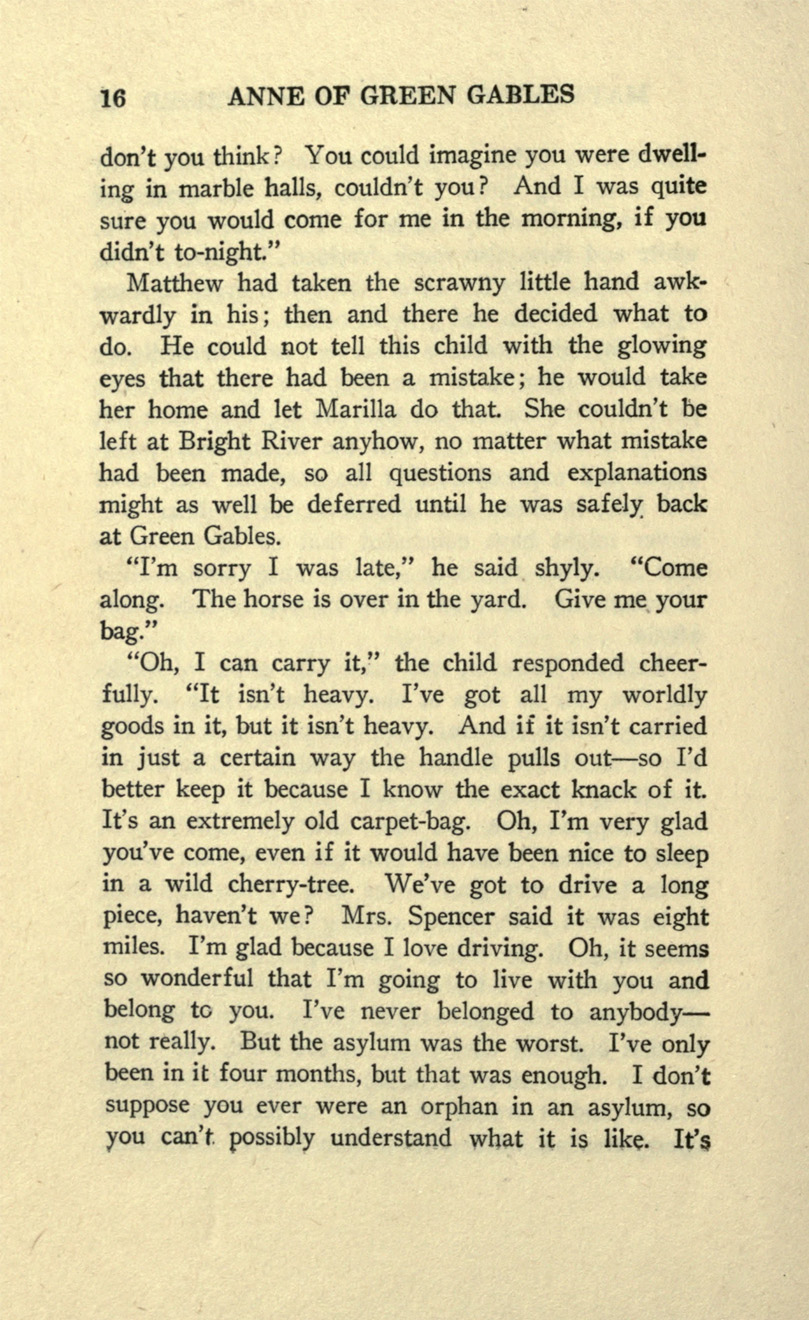 16 ANNE OF GREEN GABLES
don't you think? You could imagine you were dwell-
ing in marble halls, couldn't you? And I was quite
sure you would come for me in the morning, if you
didn't to-night.”
Matthew had taken the scrawny little hand awk-
wardly in his; then and there he decided what to
do. He could not tell this child with the glowing
eyes that there had been a mistake; he would take
her home and let Marilla do that. She couldn't be
left at Bright River anyhow, no matter what mistake
had been made, so all questions and explanations
might as well be deferred until he was safely back
at Green Gables.
“I'm sorry I was late,” he said shyly. “Come
along. The horse is over in the yard. Give me your
bag.”
“Oh, I can carry it,” the child responded cheer-
fully. “It isn't heavy. I've got all my worldly
goods in it, but it isn't heavy. And if it isn't carried
in just a certain way the handle pulls out—so I'd
better keep it because I know the exact knack of it.
It's an extremely old carpet-bag. Oh, I'm very glad
you've come, even if it would have been nice to sleep
in a wild cherry-tree. We've got to drive a long
piece, haven't we? Mrs. Spencer said it was eight
miles. I'm glad because I love driving. Oh, it seems
so wonderful that I'm going to live with you and
belong to you. I've never belonged to anybody—
not really. But the asylum was the worst. I've only
been in it four months, but that was enough. I don't
suppose you ever were an orphan in an asylum, so
you can't possibly understand what it is like. It's